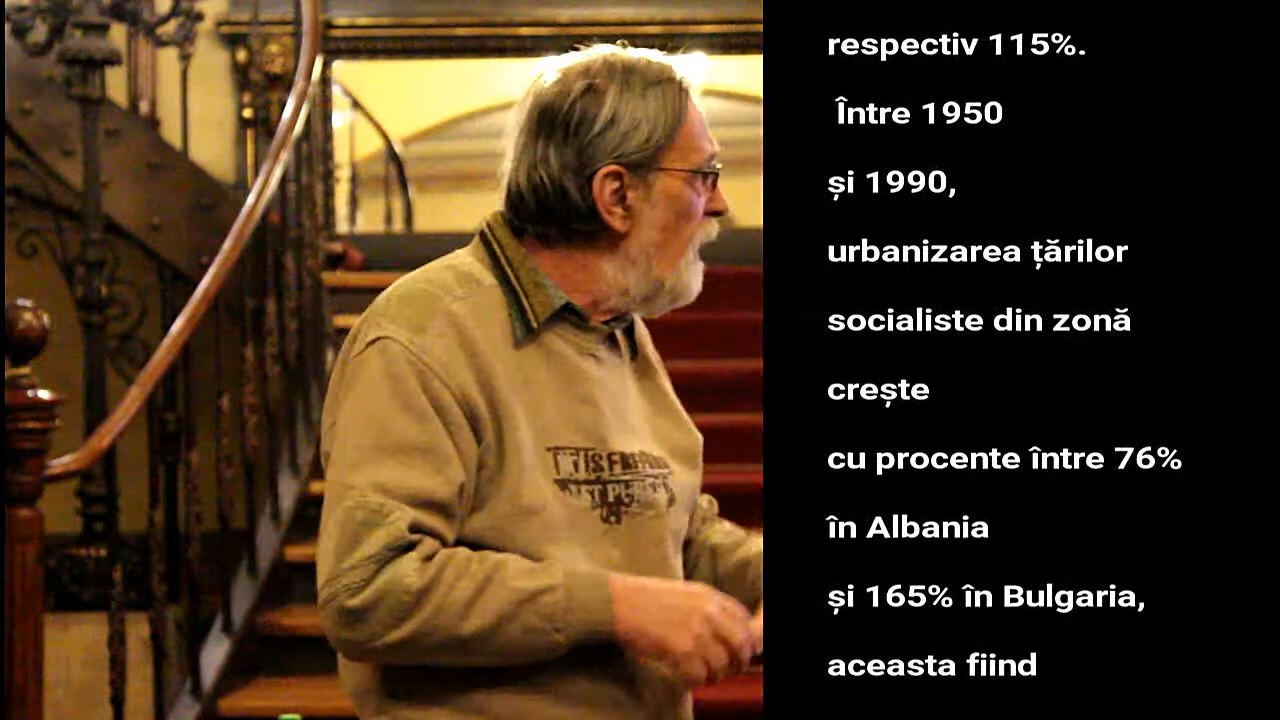 respectiv 115%.
Între 1950
și 1990,
urbanizarea țărilor
socialiste din zonă
crește
cu procente între 76%
în Albania
și 165% în Bulgaria,
aceasta fiind